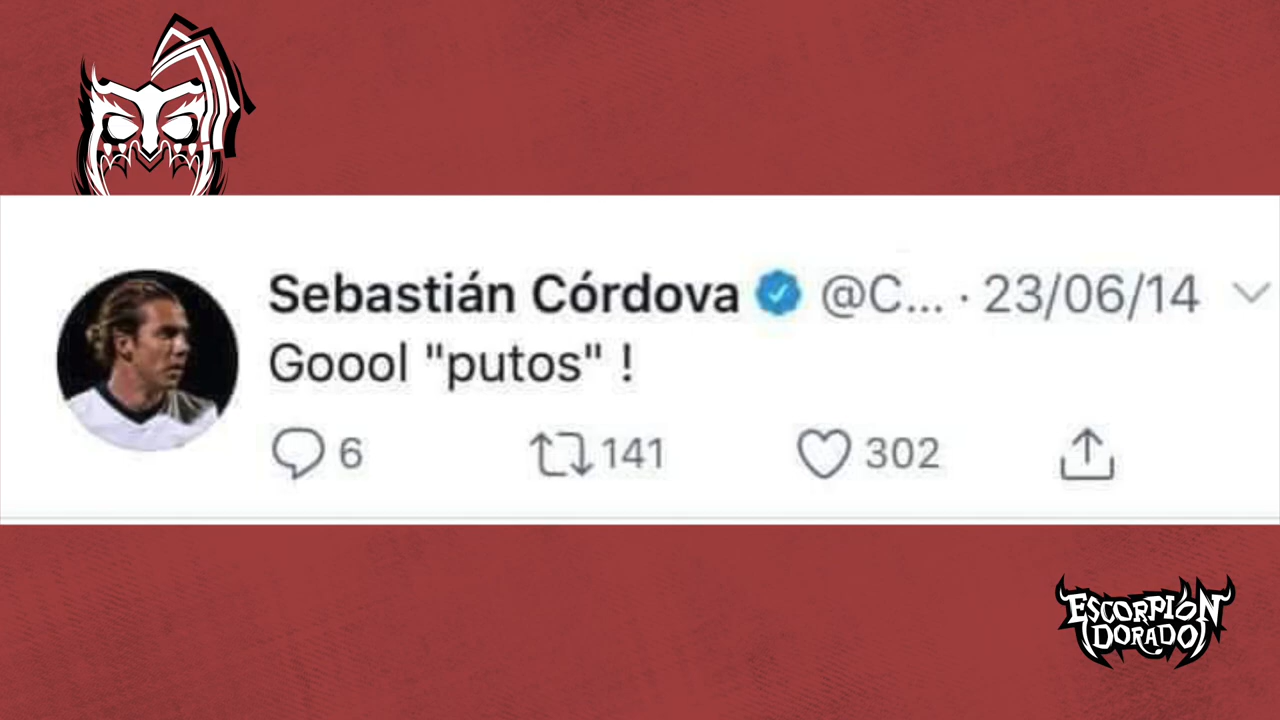 Sebastián Córdova @C... · 23/06/14
Goool "putos" !
6 141 302
ESCORPIÓN
DORADO